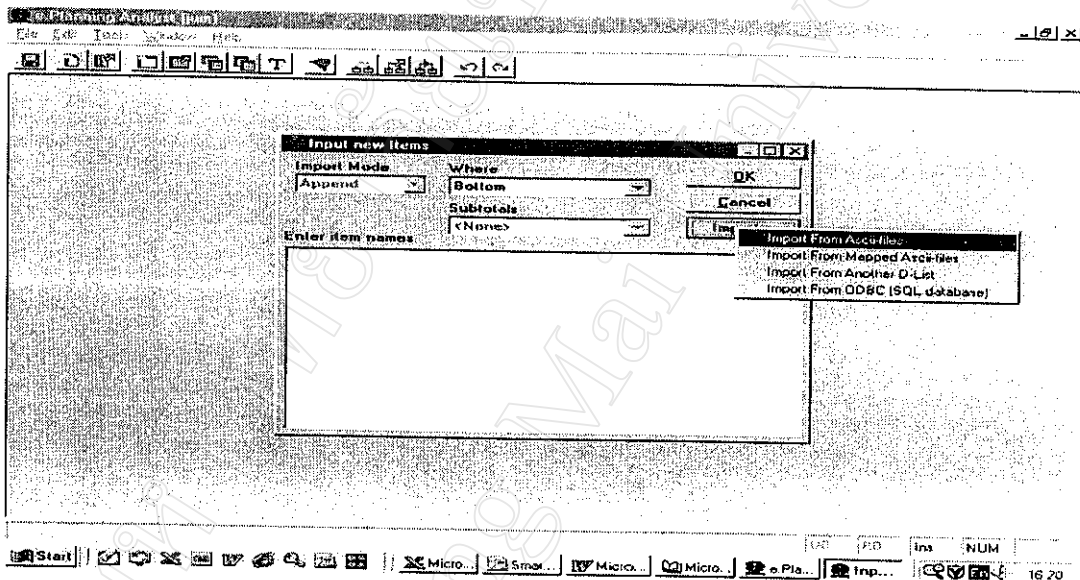 e.Planning Analyst
File Edit Tools Window Help
T
Input new Items
Import Mode Where
Append Bottom
OK
Cancel
Subtotals
<None>
Enter item names
Import From Ascii-files
Import From Mapped Ascii-files
Import From Another D-List
Import From ODBC (SQL database)
Ins NUM
Start Micro... Smar... Micro... Micro... e.Pla... Inp... 16:20